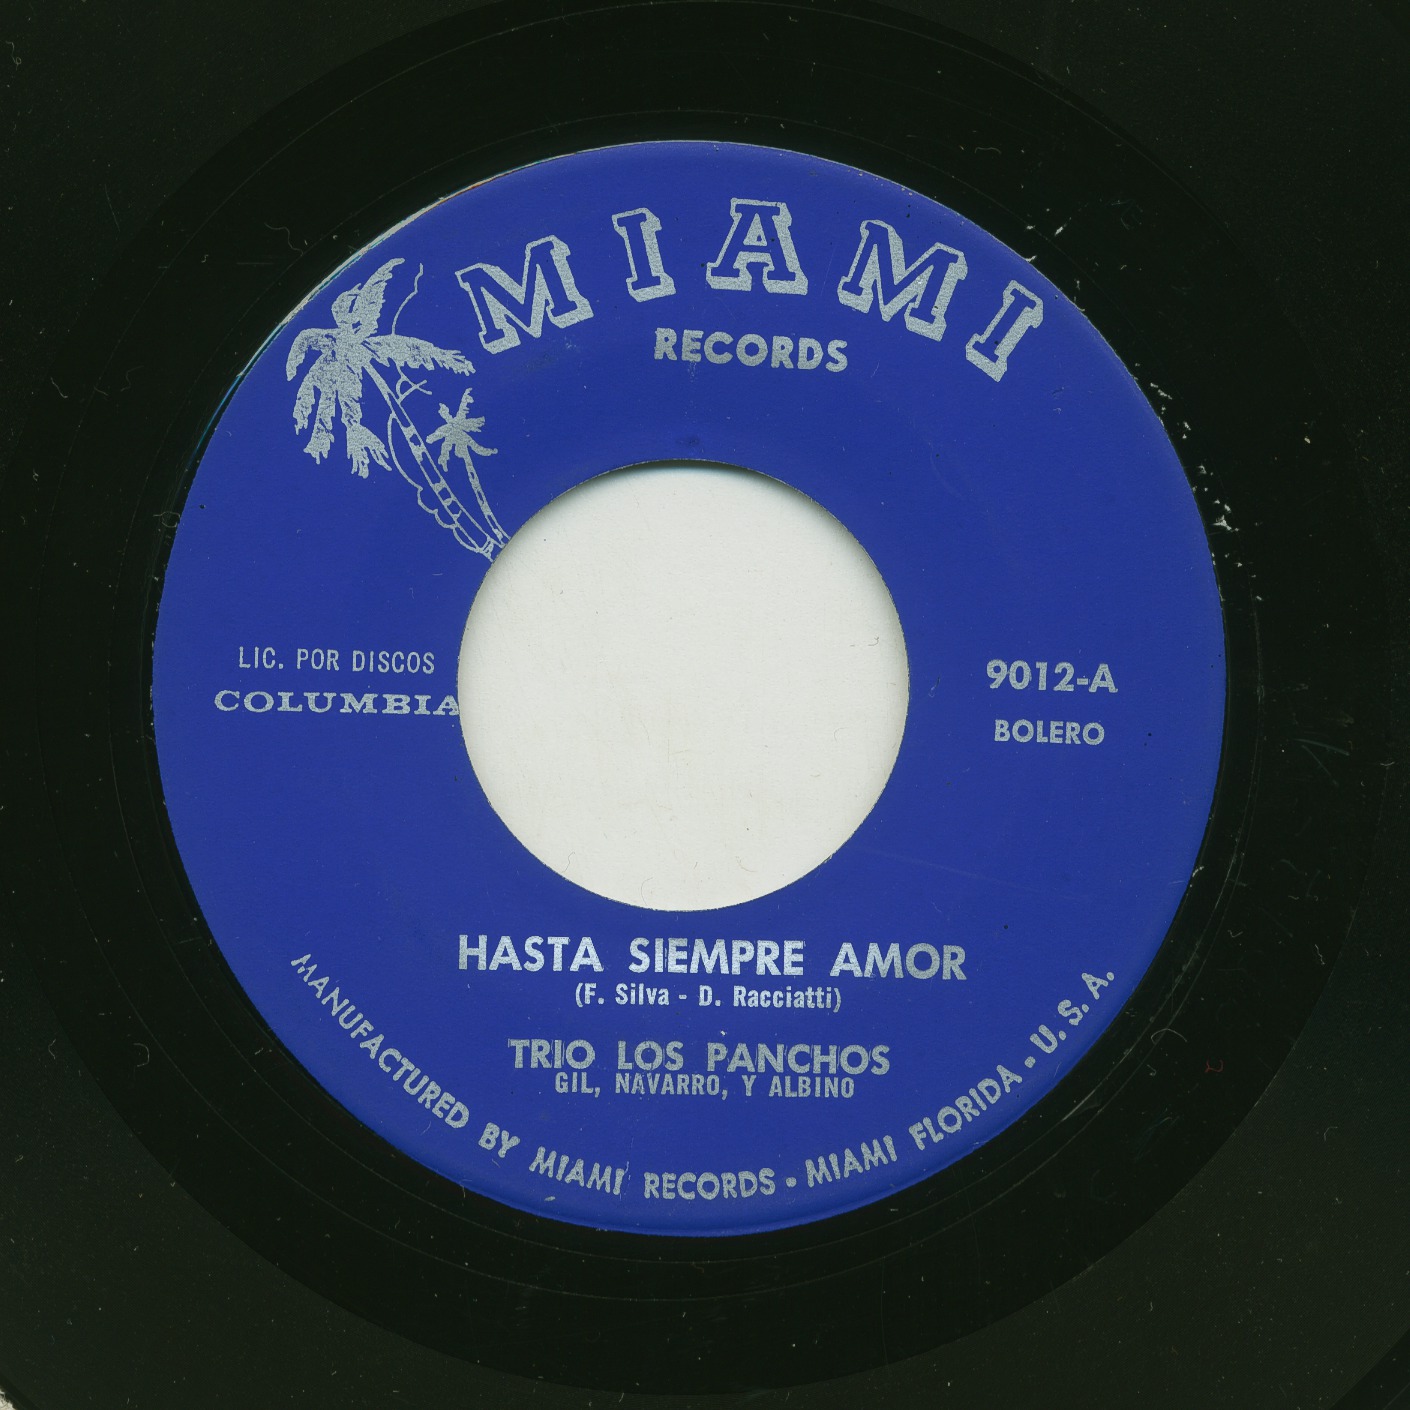 MIAMI
RECORDS
LIC. POR DISCOS
COLUMBIA
9012-A
BOLERO
HASTA SIEMPRE AMOR
(F. Silva - D. Racciatti)
TRIO LOS PANCHOS
GIL, NAVARRO, Y ALBINO
MANUFACTURED BY MIAMI RECORDS • MIAMI FLORIDA • U. S. A.